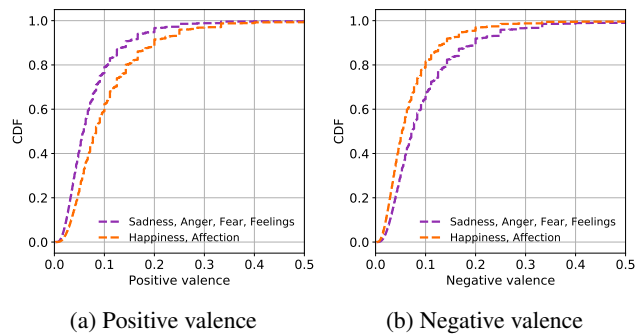 1.0
0.8
0.6
0.4
0.2
0.0
CDF
Sadness, Anger, Fear, Feelings
Happiness, Affection
0.0 0.1 0.2 0.3 0.4 0.5
Positive valence
(a) Positive valence
1.0
0.8
0.6
0.4
0.2
0.0
CDF
Sadness, Anger, Fear, Feelings
Happiness, Affection
0.0 0.1 0.2 0.3 0.4 0.5
Negative valence
(b) Negative valence